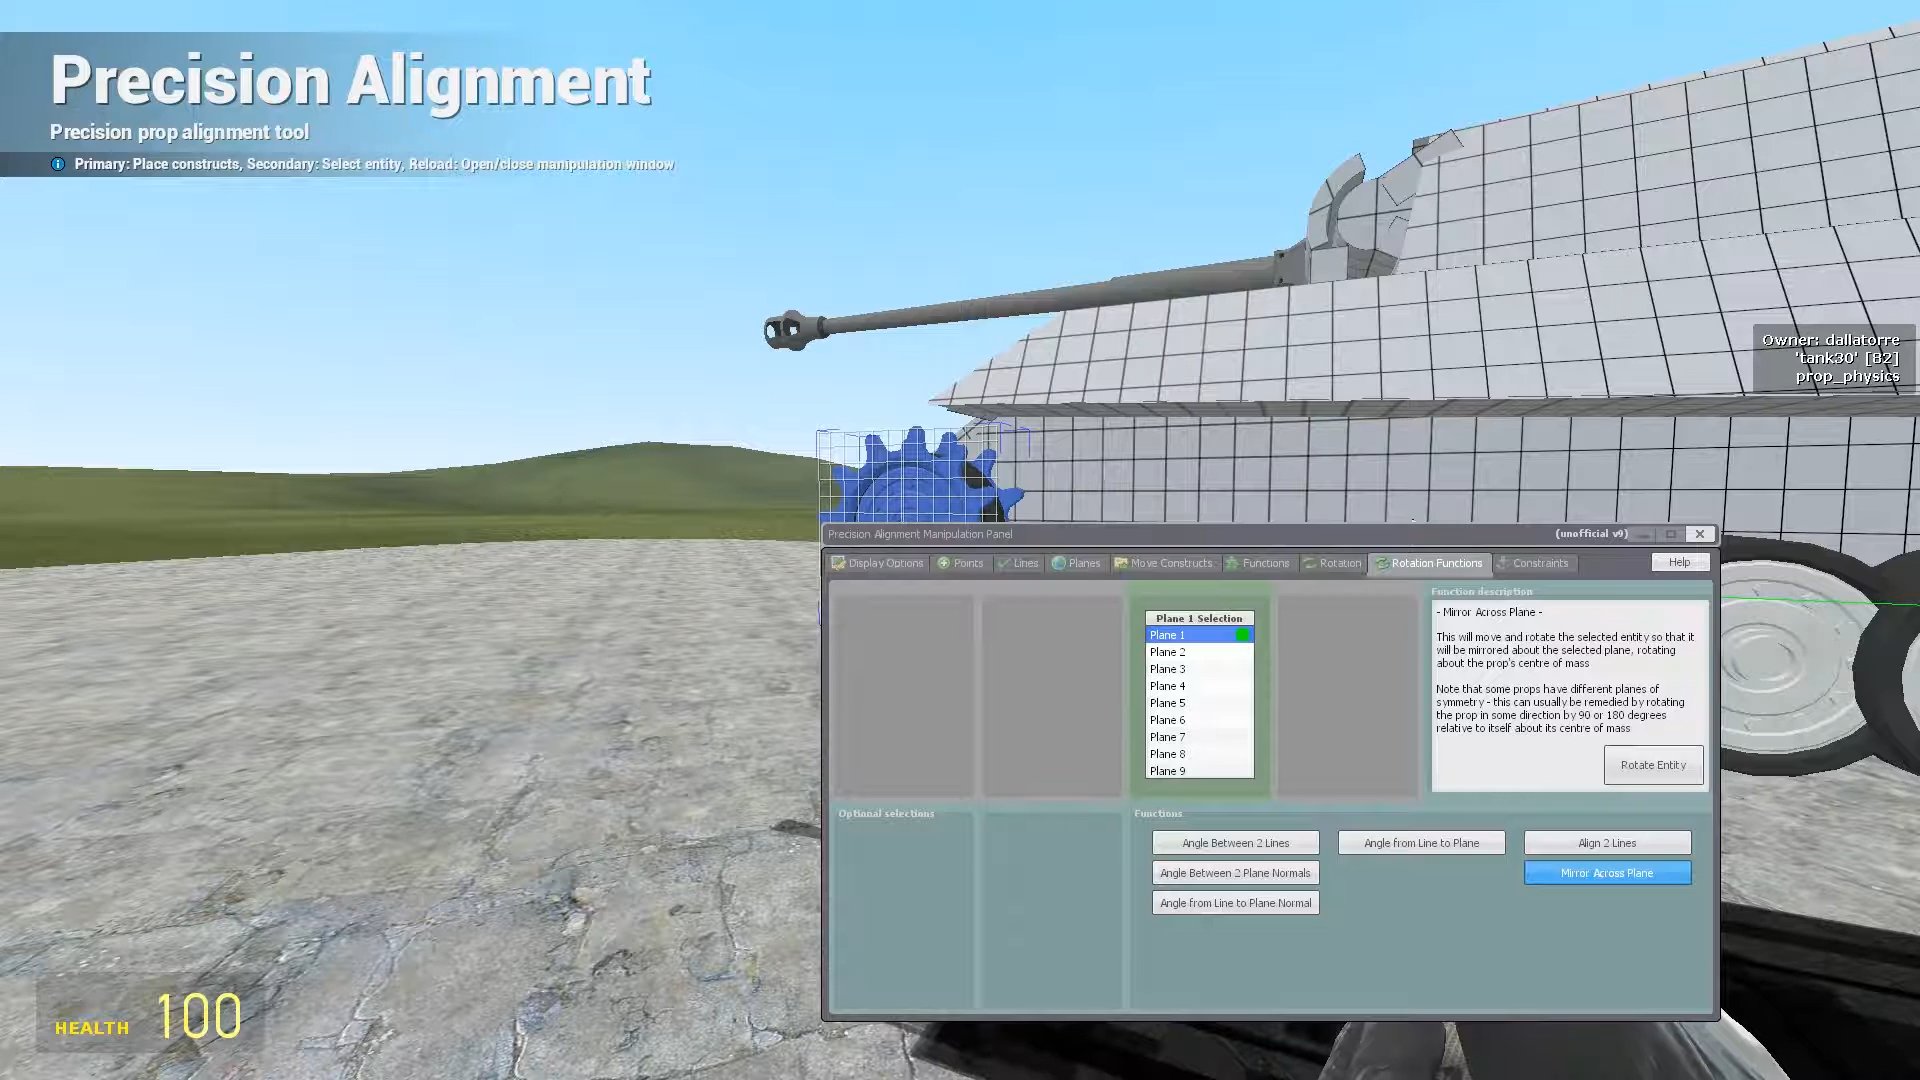 Precision Alignment
Precision prop alignment tool
Primary: Place constructs, Secondary: Select entity, Reload: Open/close manipulation window
Owner: dallatorre
'tank30' [82]
prop_physics
Precision Alignment Manipulation Panel
(unofficial v9)
Display Options
Points
Lines
Planes
Move Constructs
Functions
Rotation
Rotation Functions
Constraints
Help
Plane 1 Selection
Plane 1
Plane 2
Plane 3
Plane 4
Plane 5
Plane 6
Plane 7
Plane 8
Plane 9
Function description
- Mirror Across Plane -
This will move and rotate the selected entity so that it
will be mirrored about the selected plane, rotating
about the prop's centre of mass
Note that some props have different planes of
symmetry - this can usually be remedied by rotating
the prop in some direction by 90 or 180 degrees
relative to itself about its centre of mass
Rotate Entity
Optional selections
Functions
Angle Between 2 Lines
Angle from Line to Plane
Align 2 Lines
Angle Between 2 Plane Normals
Mirror Across Plane
Angle from Line to Plane Normal
HEALTH 100